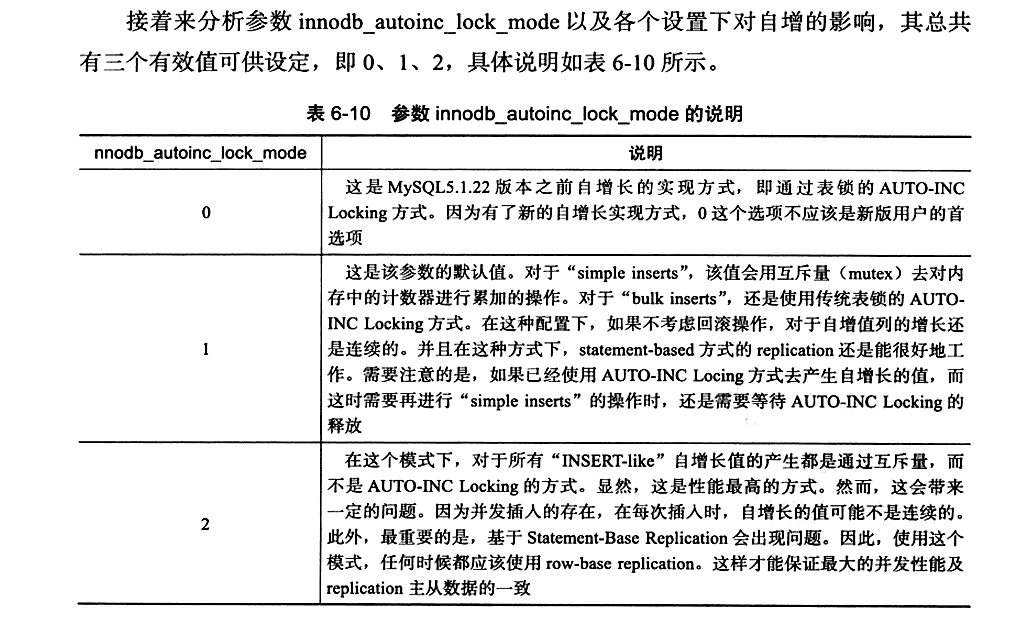 接着来分析参数 innodb_autoinc_lock_mode 以及各个设置下对自增的影响，其总共
有三个有效值可供设定，即 0、1、2，具体说明如表 6-10 所示。
表 6-10 参数 innodb_autoinc_lock_mode 的说明
nnodb_autoinc_lock_mode
说明
0
这是 MySQL5.1.22 版本之前自增长的实现方式，即通过表锁的 AUTO-INC
Locking 方式。因为有了新的自增长实现方式，0 这个选项不应该是新版用户的首
选项
1
这是该参数的默认值。对于“simple inserts”，该值会用互斥量（mutex）去对内
存中的计数器进行累加的操作。对于“bulk inserts”，还是使用传统表锁的 AUTO-
INC Locking 方式。在这种配置下，如果不考虑回滚操作，对于自增值列的增长还
是连续的。并且在这种方式下，statement-based 方式的 replication 还是能很好地工
作。需要注意的是，如果已经使用 AUTO-INC Locing 方式去产生自增长的值，而
这时需要再进行“simple inserts”的操作时，还是需要等待 AUTO-INC Locking 的
释放
2
在这个模式下，对于所有“INSERT-like”自增长值的产生都是通过互斥量，而
不是 AUTO-INC Locking 的方式。显然，这是性能最高的方式。然而，这会带来
一定的问题。因为并发插入的存在，在每次插入时，自增长的值可能不是连续的。
此外，最重要的是，基于 Statement-Base Replication 会出现问题。因此，使用这个
模式，任何时候都应该使用 row-base replication。这样才能保证最大的并发性能及
replication 主从数据的一致